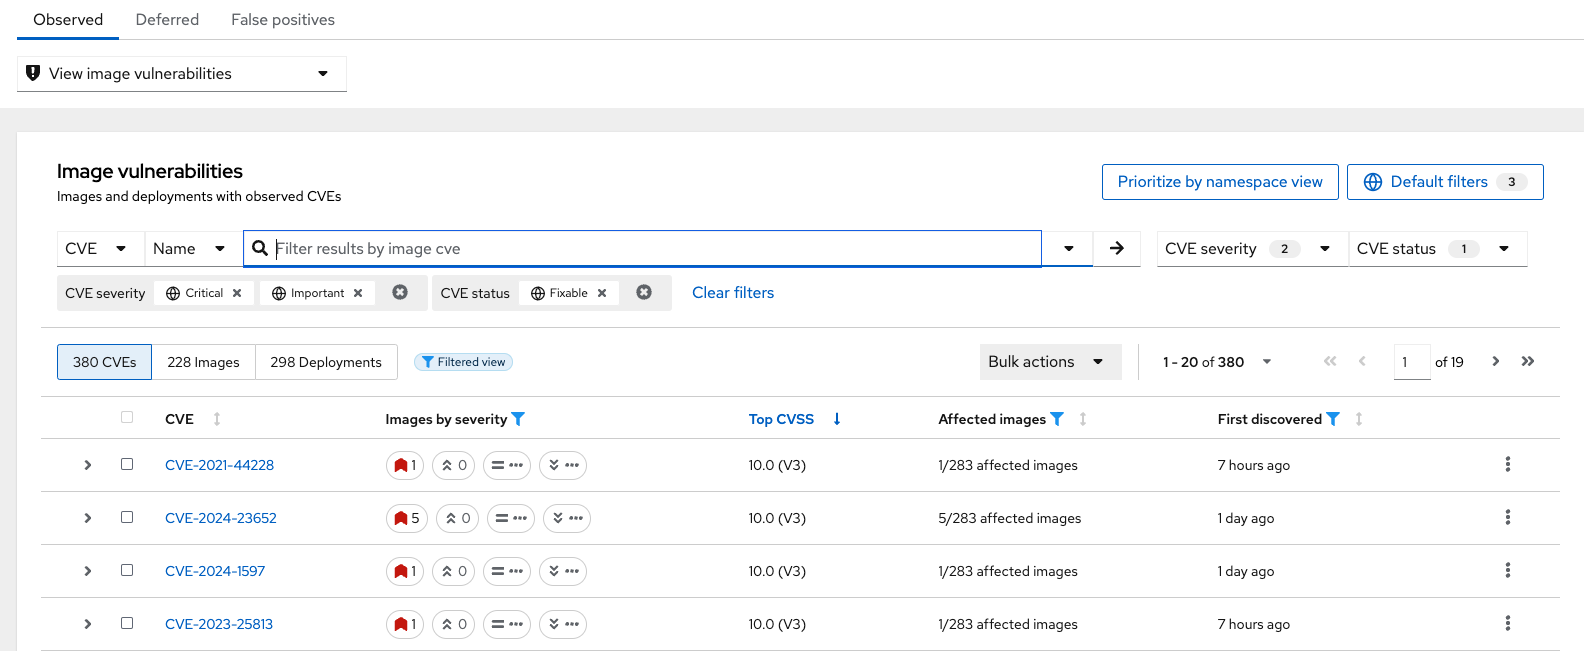 Observed Deferred False positives
View image vulnerabilities
Image vulnerabilities
Images and deployments with observed CVEs
Prioritize by namespace view Default filters 3
CVE Name Filter results by image cve CVE severity 2 CVE status 1
CVE severity Critical Important CVE status Fixable Clear filters
380 CVEs 228 Images 298 Deployments Filtered view Bulk actions 1 - 20 of 380 1 of 19
CVE Images by severity Top CVSS Affected images First discovered
CVE-2021-44228 1 0 10.0 (V3) 1/283 affected images 7 hours ago
CVE-2024-23652 5 0 10.0 (V3) 5/283 affected images 1 day ago
CVE-2024-1597 1 0 10.0 (V3) 1/283 affected images 1 day ago
CVE-2023-25813 1 0 10.0 (V3) 1/283 affected images 7 hours ago